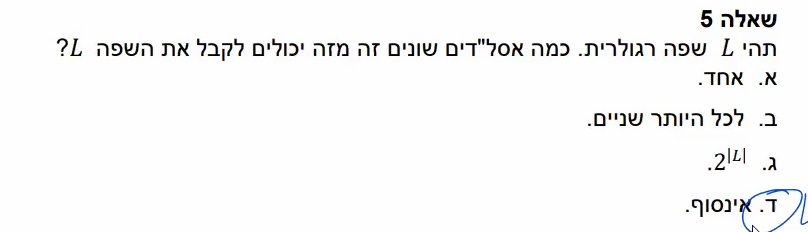 שאלה 5
תהי L שפה רגולרית. כמה אסל"דים שונים זה מזה יכולים לקבל את השפה L?
א. אחד.
ב. לכל היותר שניים.
ג. 2^|L|.
ד. אינסוף.